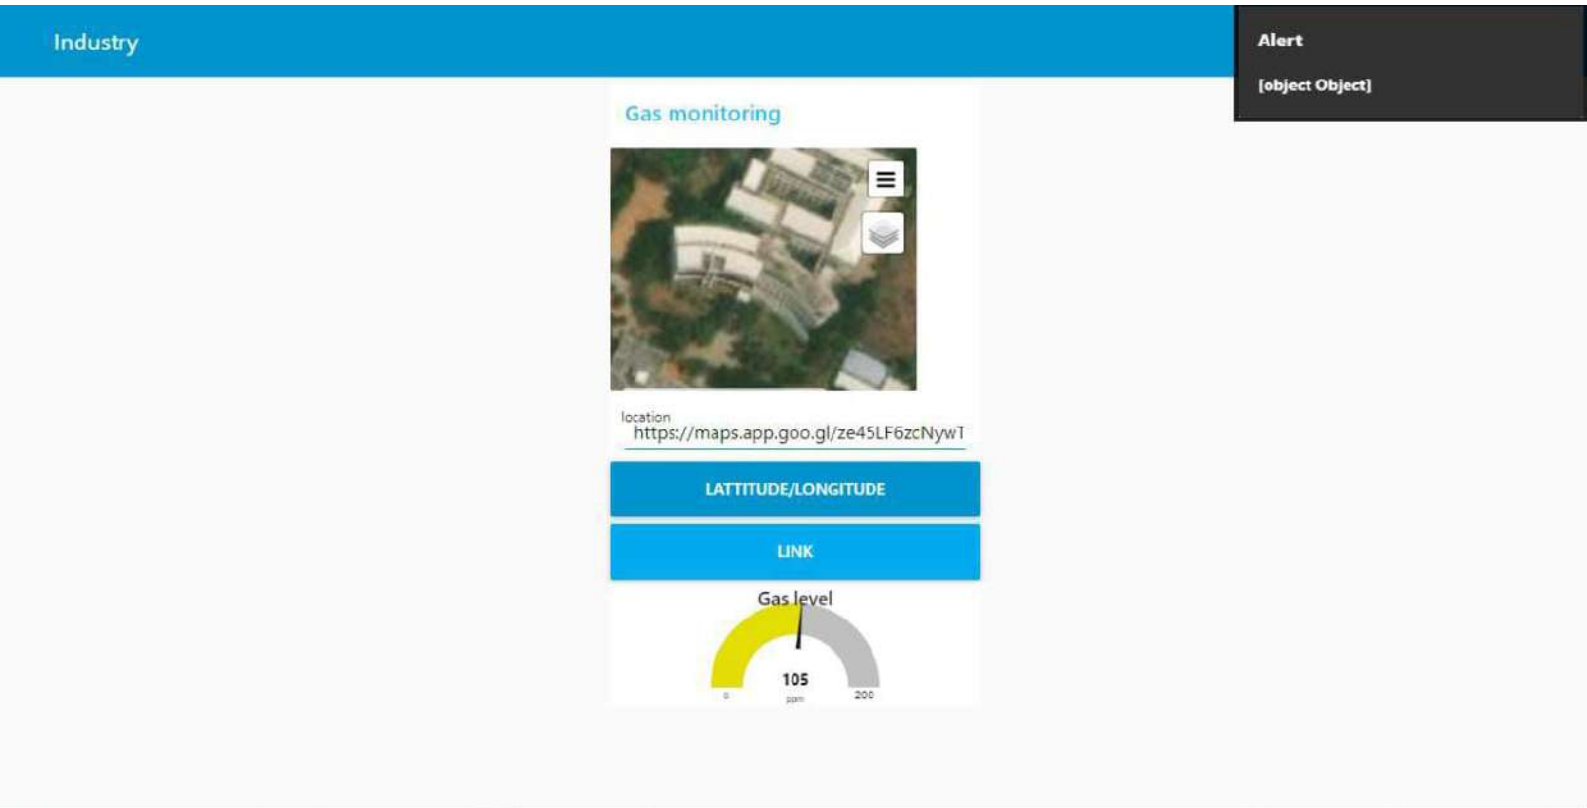 Industry
Alert
[object Object]
Gas monitoring
location
https://maps.app.goo.gl/ze45LF6zcNywT
LATTITUDE/LONGITUDE
LINK
Gas level
105
0
ppm
200